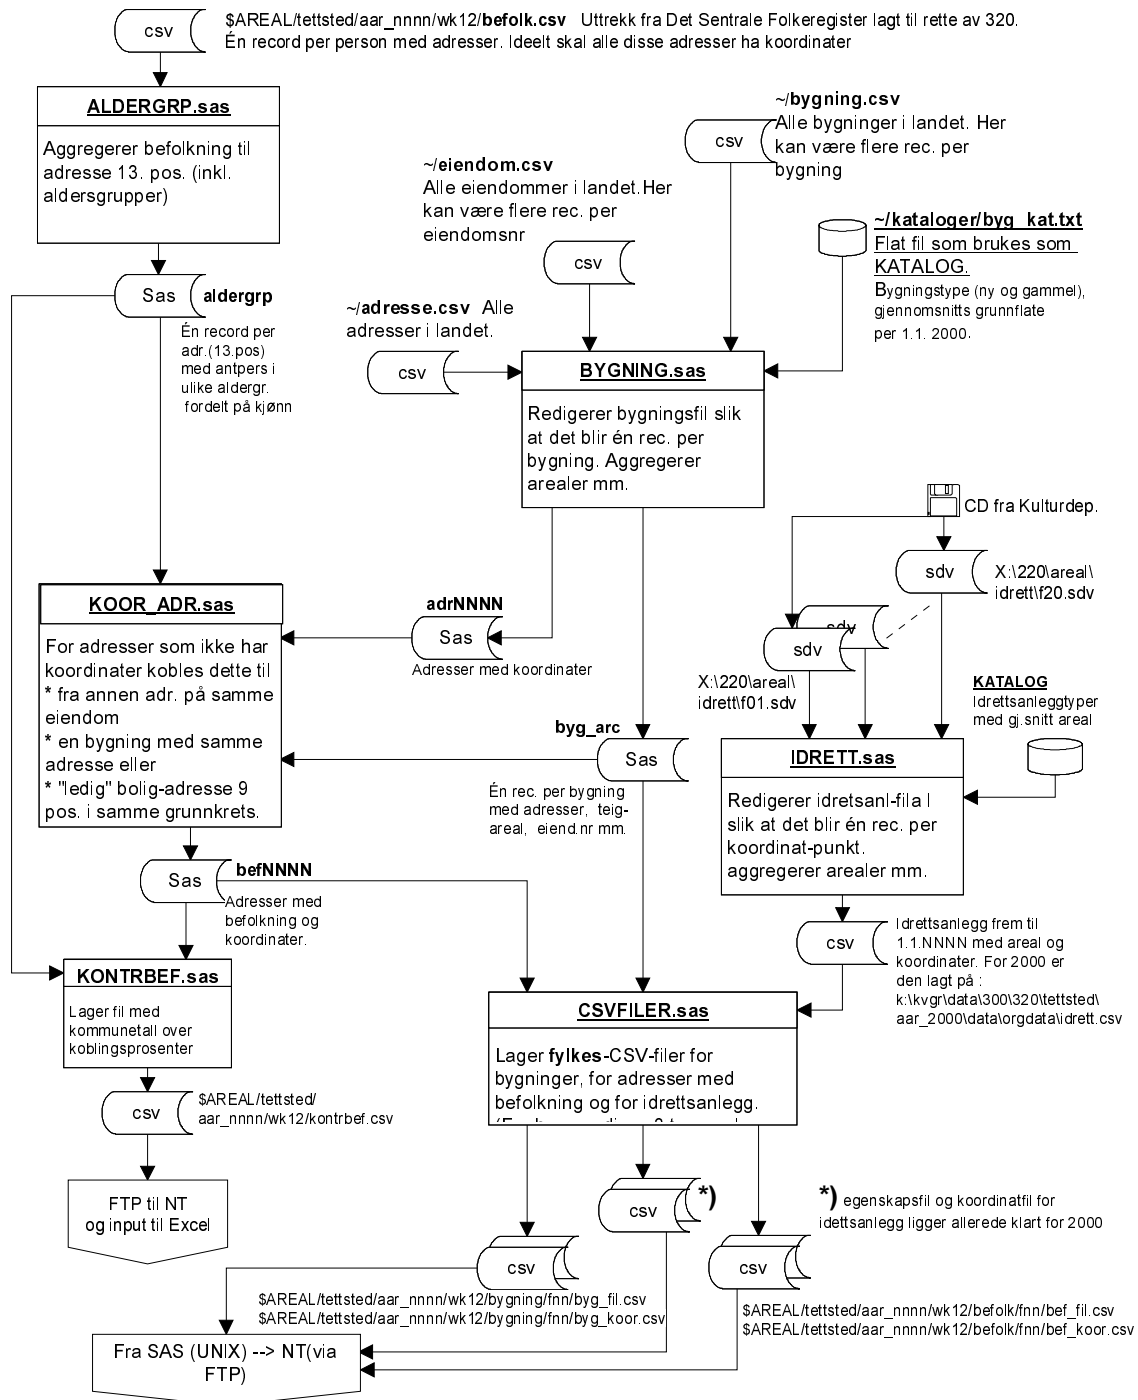 $AREAL/tettsted/aar_nnnn/wk12/befolk.csv Uttrekk fra Det Sentrale Folkeregister lagt til rette av 320.
Én record per person med adresser. Ideelt skal alle disse adresser ha koordinater
csv
ALDERGRP.sas
Aggregerer befolkning til
adresse 13. pos. (inkl.
aldersgrupper)
~/bygning.csv
Alle bygninger i landet. Her
kan være flere rec. per
bygning
csv
~/eiendom.csv
Alle eiendommer i landet.Her
kan være flere rec. per
eiendomsnr
csv
~/kataloger/byg_kat.txt
Flat fil som brukes som
KATALOG.
Bygningstype (ny og gammel),
gjennomsnitts grunnflate
per 1.1. 2000.
Sas
aldergrp
Én record per
adr.(13.pos)
med antpers i
ulike aldergr.
fordelt på kjønn
~/adresse.csv Alle
adresser i landet.
csv
BYGNING.sas
Redigerer bygningsfil slik
at det blir én rec. per
bygning. Aggregerer
arealer mm.
CD fra Kulturdep.
sdv
X:\220\areal\
idrett\f20.sdv
sdv
sdv
X:\220\areal\
idrett\f01.sdv
KATALOG
Idrettsanleggtyper
med gj.snitt areal
KOOR_ADR.sas
For adresser som ikke har
koordinater kobles dette til
* fra annen adr. på samme
eiendom
* en bygning med samme
adresse eller
* "ledig" bolig-adresse 9
pos. i samme grunnkrets.
adrNNNN
Sas
Adresser med koordinater
byg_arc
Sas
Én rec. per bygning
med adresser, teig-
areal, eiend.nr mm.
IDRETT.sas
Redigerer idretsanl-fila I
slik at det blir én rec. per
koordinat-punkt.
aggregerer arealer mm.
Sas
befNNNN
Adresser med
befolkning og
koordinater.
csv
Idrettsanlegg frem til
1.1.NNNN med areal og
koordinater. For 2000 er
den lagt på :
k:\kvgr\data\300\320\tettsted\
aar_2000\data\orgdata\idrett.csv
KONTRBEF.sas
Lager fil med
kommunetall over
koblingsprosenter
CSVFILER.sas
Lager fylkes-CSV-filer for
bygninger, for adresser med
befolkning og for idrettsanlegg.
csv
$AREAL/tettsted/
aar_nnnn/wk12/kontrbef.csv
FTP til NT
og input til Excel
csv
*)
*) egenskapsfil og koordinatfil for
idettsanlegg ligger allerede klart for 2000
csv
csv
$AREAL/tettsted/aar_nnnn/wk12/bygning/fnn/byg_fil.csv
$AREAL/tettsted/aar_nnnn/wk12/bygning/fnn/byg_koor.csv
$AREAL/tettsted/aar_nnnn/wk12/befolk/fnn/bef_fil.csv
$AREAL/tettsted/aar_nnnn/wk12/befolk/fnn/bef_koor.csv
Fra SAS (UNIX) --> NT(via
FTP)